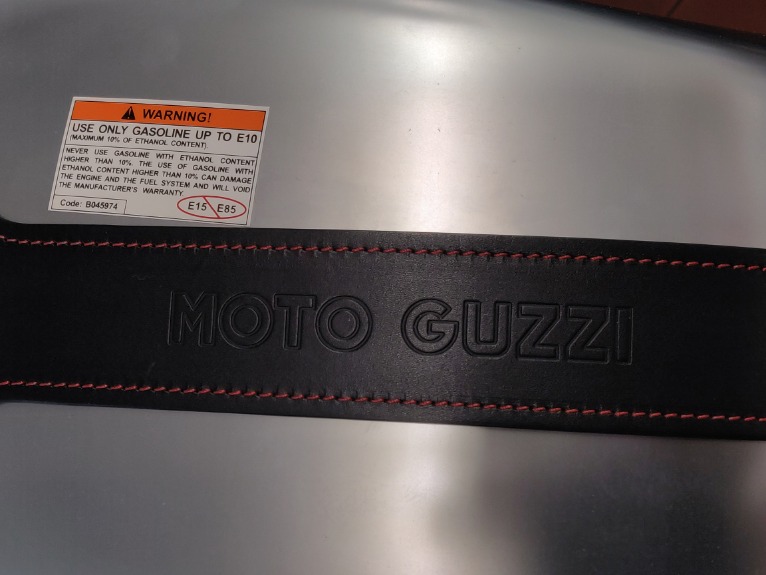 WARNING!
USE ONLY GASOLINE UP TO E10
(MAXIMUM 10% OF ETHANOL CONTENT).
NEVER USE GASOLINE WITH ETHANOL CONTENT
HIGHER THAN 10%. THE USE OF GASOLINE WITH
ETHANOL CONTENT HIGHER THAN 10% CAN DAMAGE
THE ENGINE AND THE FUEL SYSTEM AND WILL VOID
THE MANUFACTURER'S WARRANTY.
Code: B045974 E15 E85
MOTO GUZZI